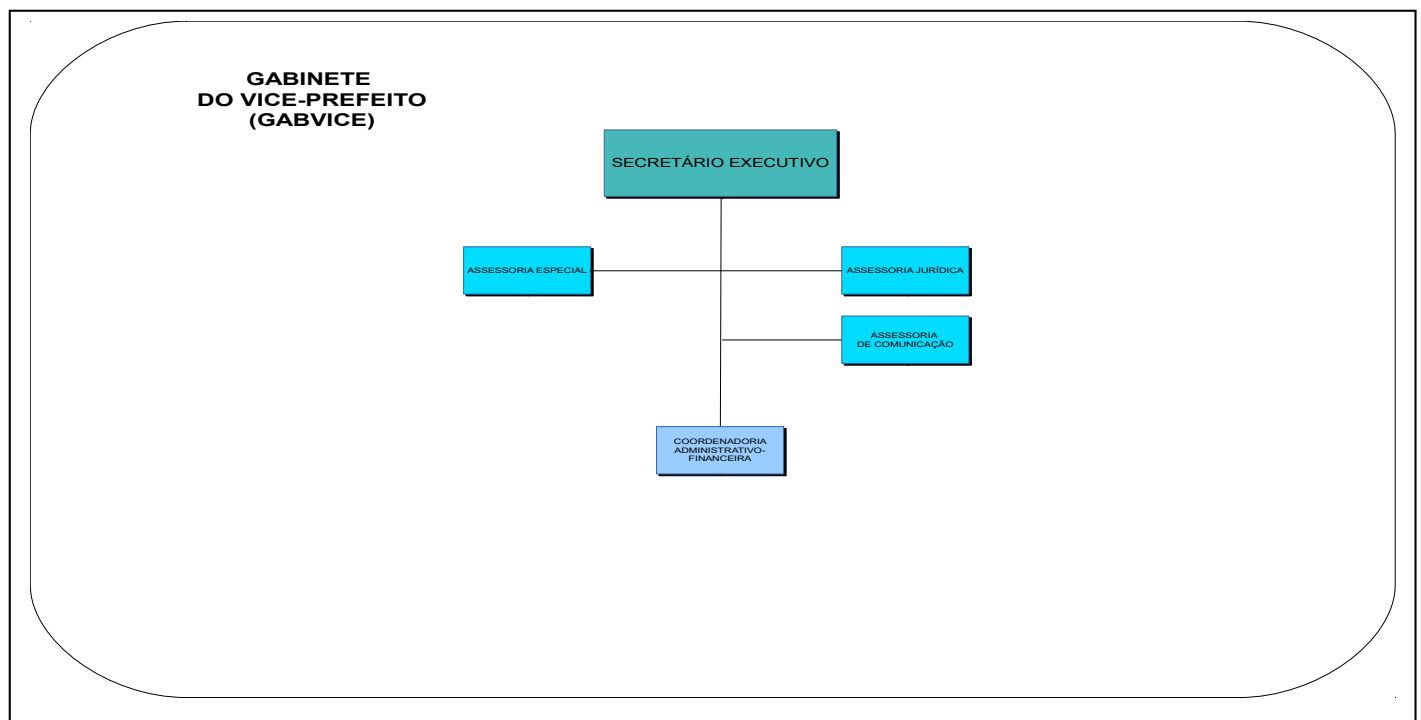 GABINETE
DO VICE-PREFEITO
(GABVICE)
SECRETÁRIO EXECUTIVO
ASSESSORIA ESPECIAL
ASSESSORIA JURÍDICA
ASSESSORIA
DE COMUNICAÇÃO
COORDENADORIA
ADMINISTRATIVO-
FINANCEIRA